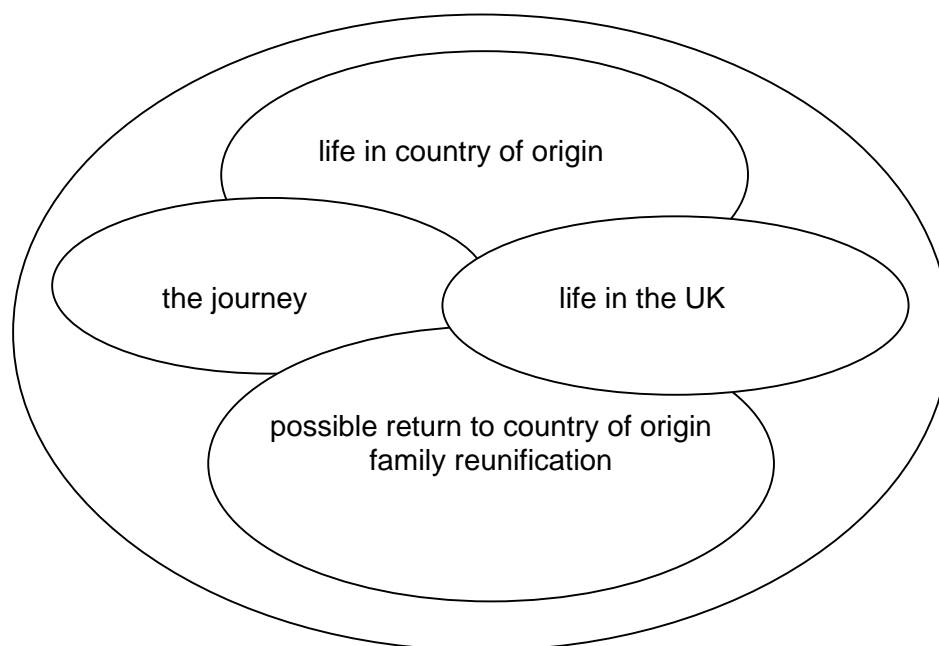 life in country of origin
the journey
life in the UK
possible return to country of origin
family reunification